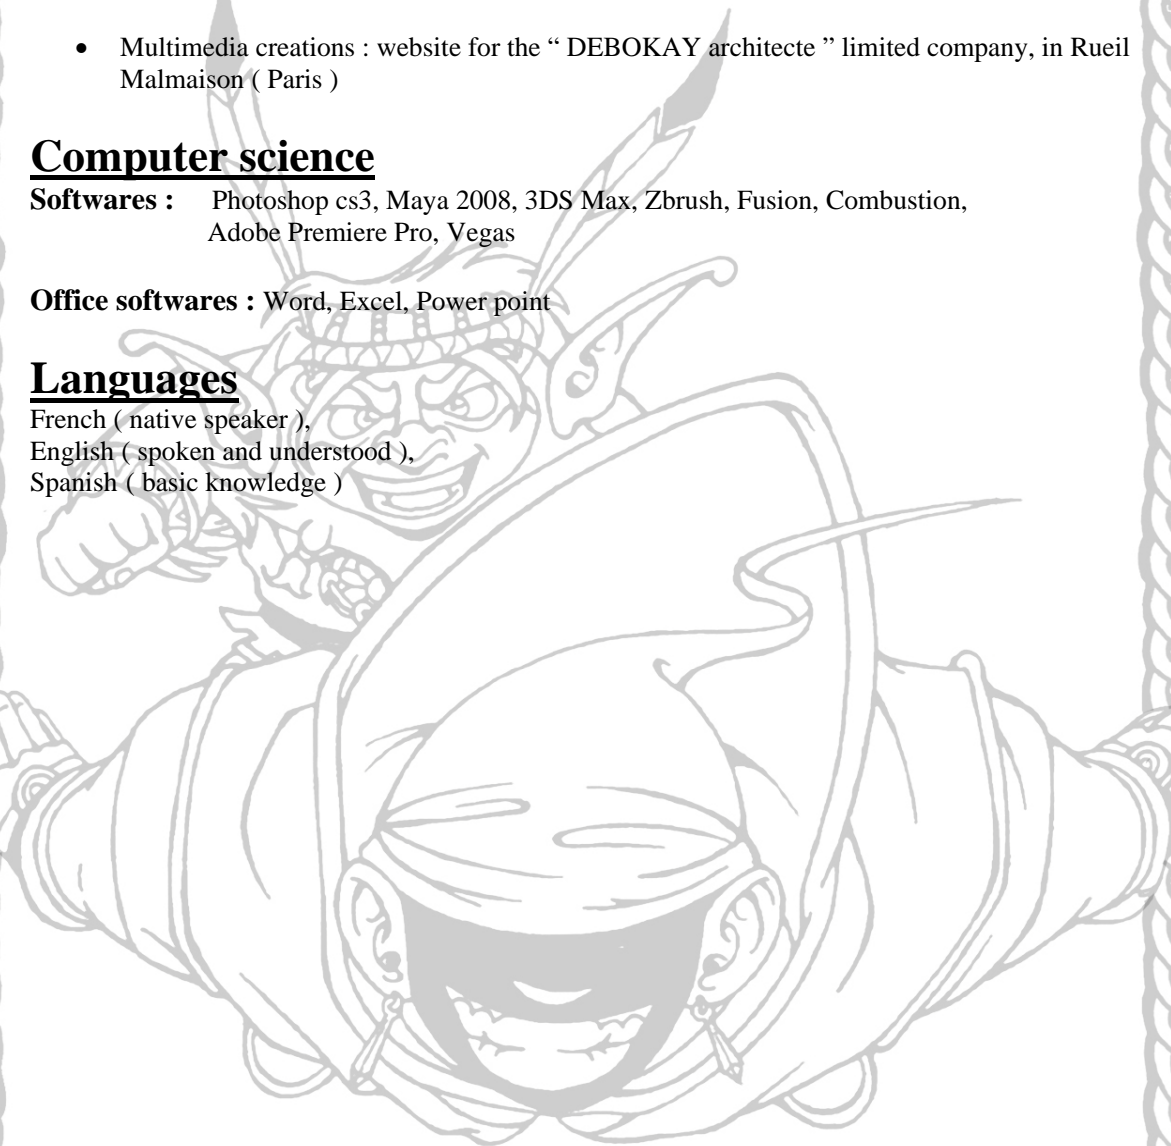 • Multimedia creations : website for the “ DEBOKAY architecte ” limited company, in Rueil
Malmaison ( Paris )
Computer science
Softwares : Photoshop cs3, Maya 2008, 3DS Max, Zbrush, Fusion, Combustion,
Adobe Premiere Pro, Vegas
Office softwares : Word, Excel, Power point
Languages
French ( native speaker ),
English ( spoken and understood ),
Spanish ( basic knowledge )